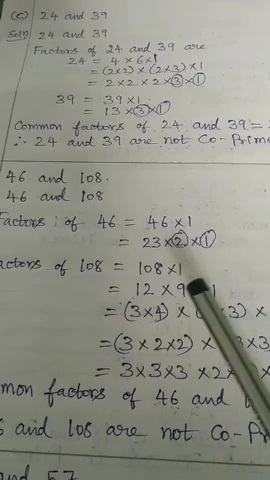 (c) 24 and 39
Soln) 24 and 39
Factors of 24 and 39 are
24 = 4 × 6 × 1
= (2×2) × (2×3) × 1
= 2 × 2 × 2 × 3 × 1
39 = 39×1
= 13 × 3 × 1
Common factors of 24 and 39 =
∴ 24 and 39 are not Co-Prime
46 and 108.
46 and 108
Factors of 46 = 46 × 1
= 23 × 2 × 1
of 108 = 108×1
= 12 × 9 1
= (3×4) × 3) ×
= (3 × 2 × 2) × 3
= 3×3×3 × 2 ×
factors of 46 and
and 108 are not Co-P
and 57